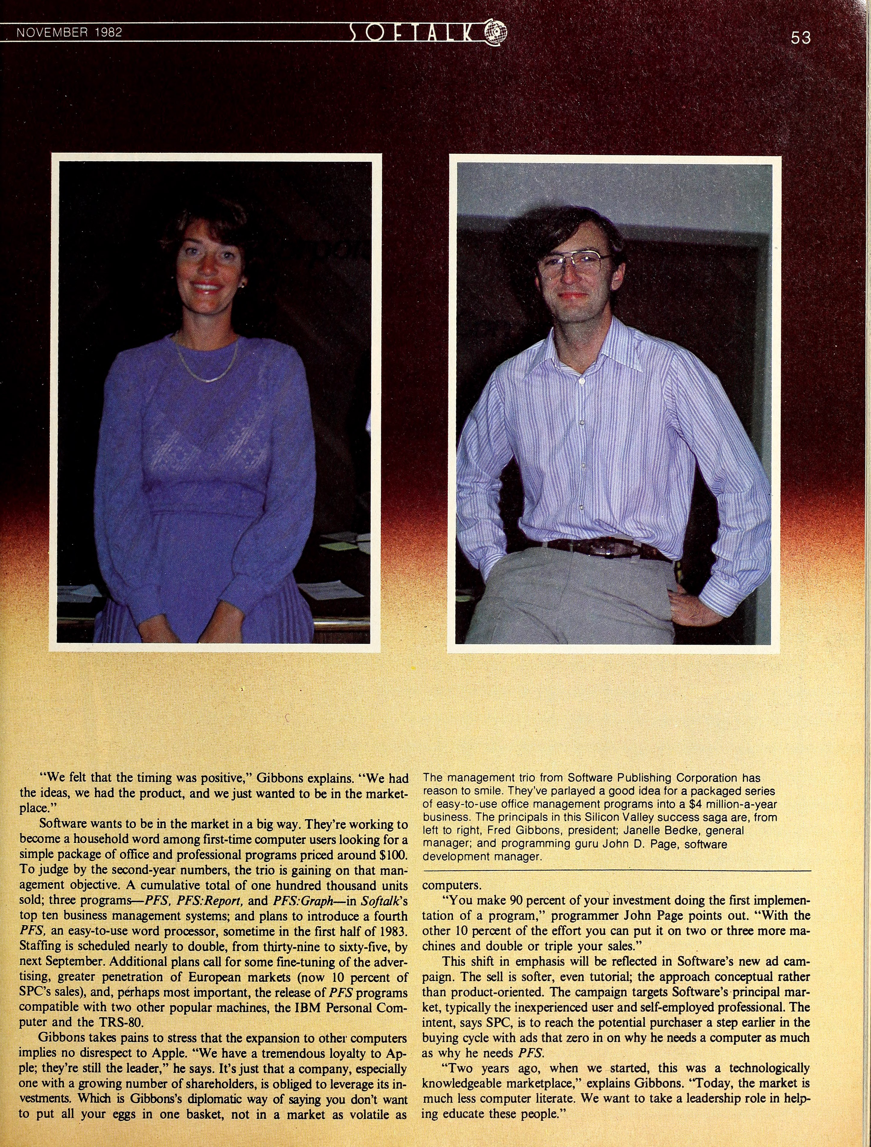 NOVEMBER 1982
SOFTALK
53
"We felt that the timing was positive," Gibbons explains. "We had
the ideas, we had the product, and we just wanted to be in the market-
place."
Software wants to be in the market in a big way. They're working to
become a household word among first-time computer users looking for a
simple package of office and professional programs priced around $100.
To judge by the second-year numbers, the trio is gaining on that man-
agement objective. A cumulative total of one hundred thousand units
sold; three programs—PFS, PFS:Report, and PFS:Graph—in Softalk's
top ten business management systems; and plans to introduce a fourth
PFS, an easy-to-use word processor, sometime in the first half of 1983.
Staffing is scheduled nearly to double, from thirty-nine to sixty-five, by
next September. Additional plans call for some fine-tuning of the adver-
tising, greater penetration of European markets (now 10 percent of
SPC's sales), and, perhaps most important, the release of PFS programs
compatible with two other popular machines, the IBM Personal Com-
puter and the TRS-80.
Gibbons takes pains to stress that the expansion to other computers
implies no disrespect to Apple. "We have a tremendous loyalty to Ap-
ple; they're still the leader," he says. It's just that a company, especially
one with a growing number of shareholders, is obliged to leverage its in-
vestments. Which is Gibbons's diplomatic way of saying you don't want
to put all your eggs in one basket, not in a market as volatile as
The management trio from Software Publishing Corporation has
reason to smile. They've parlayed a good idea for a packaged series
of easy-to-use office management programs into a $4 million-a-year
business. The principals in this Silicon Valley success saga are, from
left to right, Fred Gibbons, president; Janelle Bedke, general
manager; and programming guru John D. Page, software
development manager.
computers.
"You make 90 percent of your investment doing the first implemen-
tation of a program," programmer John Page points out. "With the
other 10 percent of the effort you can put it on two or three more ma-
chines and double or triple your sales."
This shift in emphasis will be reflected in Software's new ad cam-
paign. The sell is softer, even tutorial; the approach conceptual rather
than product-oriented. The campaign targets Software's principal mar-
ket, typically the inexperienced user and self-employed professional. The
intent, says SPC, is to reach the potential purchaser a step earlier in the
buying cycle with ads that zero in on why he needs a computer as much
as why he needs PFS.
"Two years ago, when we started, this was a technologically
knowledgeable marketplace," explains Gibbons. "Today, the market is
much less computer literate. We want to take a leadership role in help-
ing educate these people."